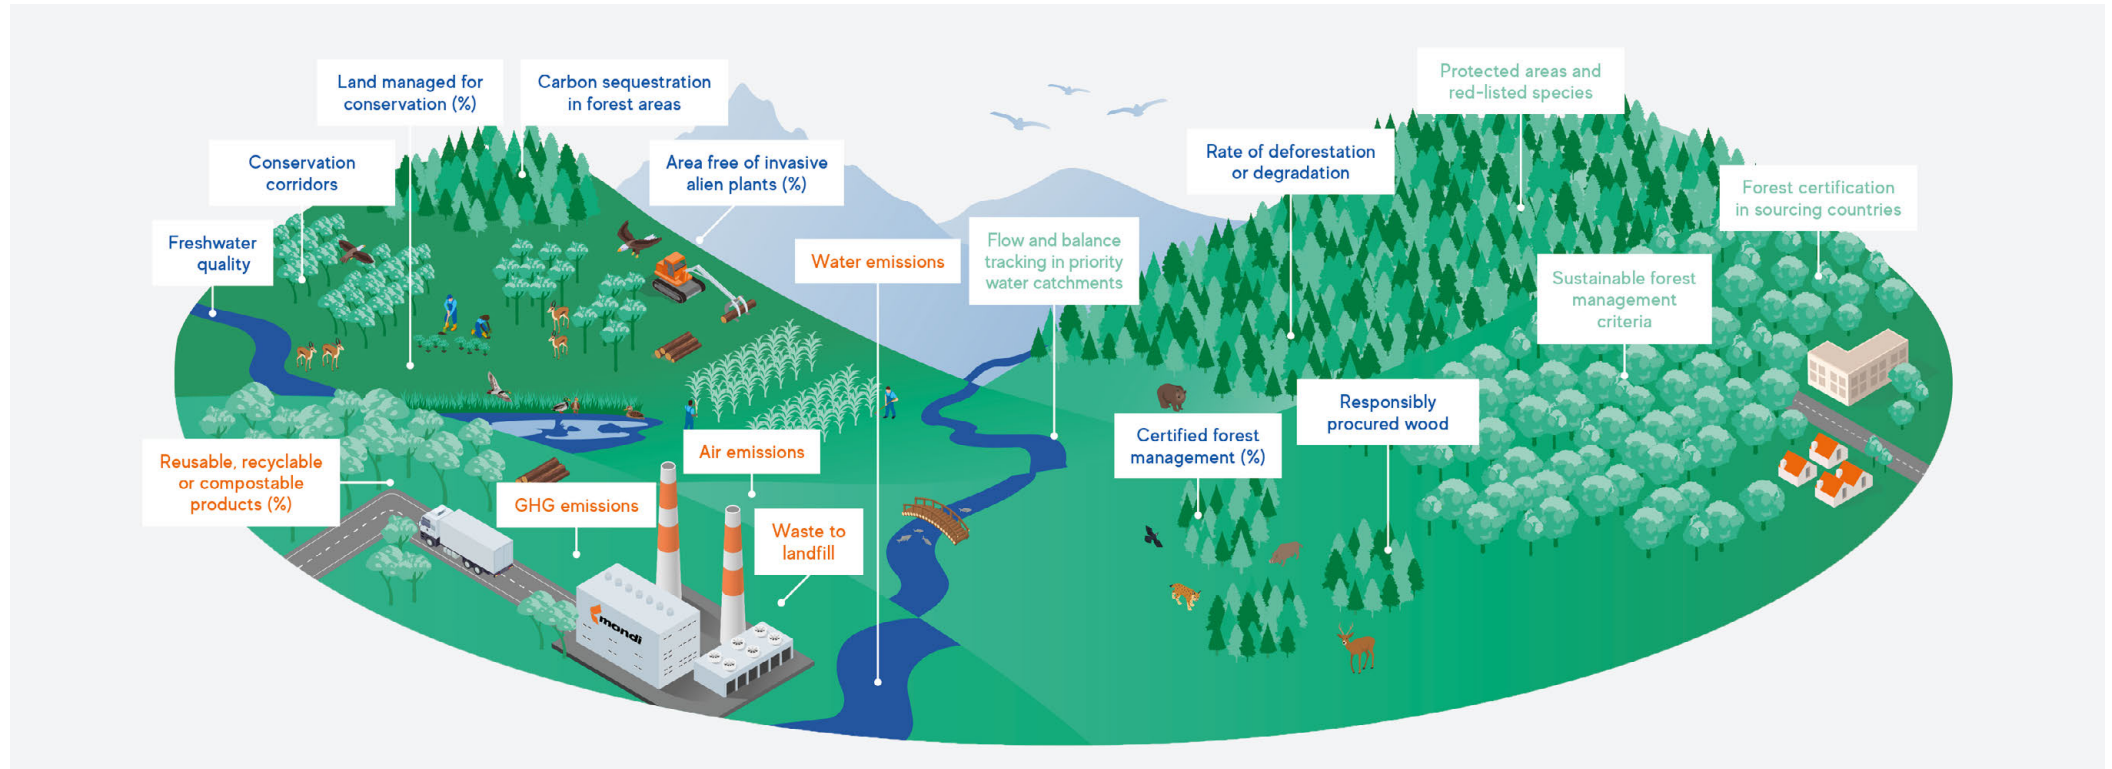 Land managed for
conservation (%)
Carbon sequestration
in forest areas
Protected areas and
red-listed species
Conservation
corridors
Area free of invasive
alien plants (%)
Rate of deforestation
or degradation
Forest certification
in sourcing countries
Freshwater
quality
Water emissions
Flow and balance
tracking in priority
water catchments
Sustainable forest
management
criteria
Responsibly
procured wood
Certified forest
management (%)
Reusable, recyclable
or compostable
products (%)
Air emissions
GHG emissions
Waste to
landfill
mondi